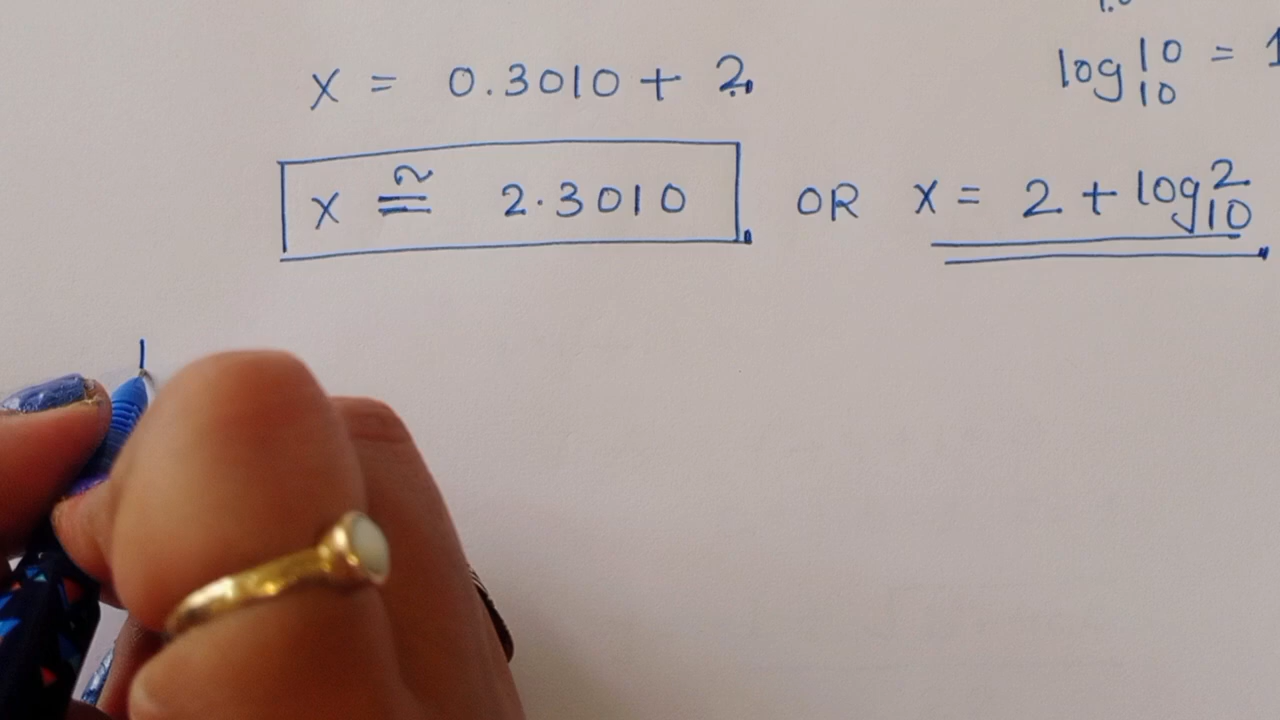 x = 0.3010 + 2.
log₁₀10 = 1
x ≅ 2.3010. OR x = 2 + log₁₀2.